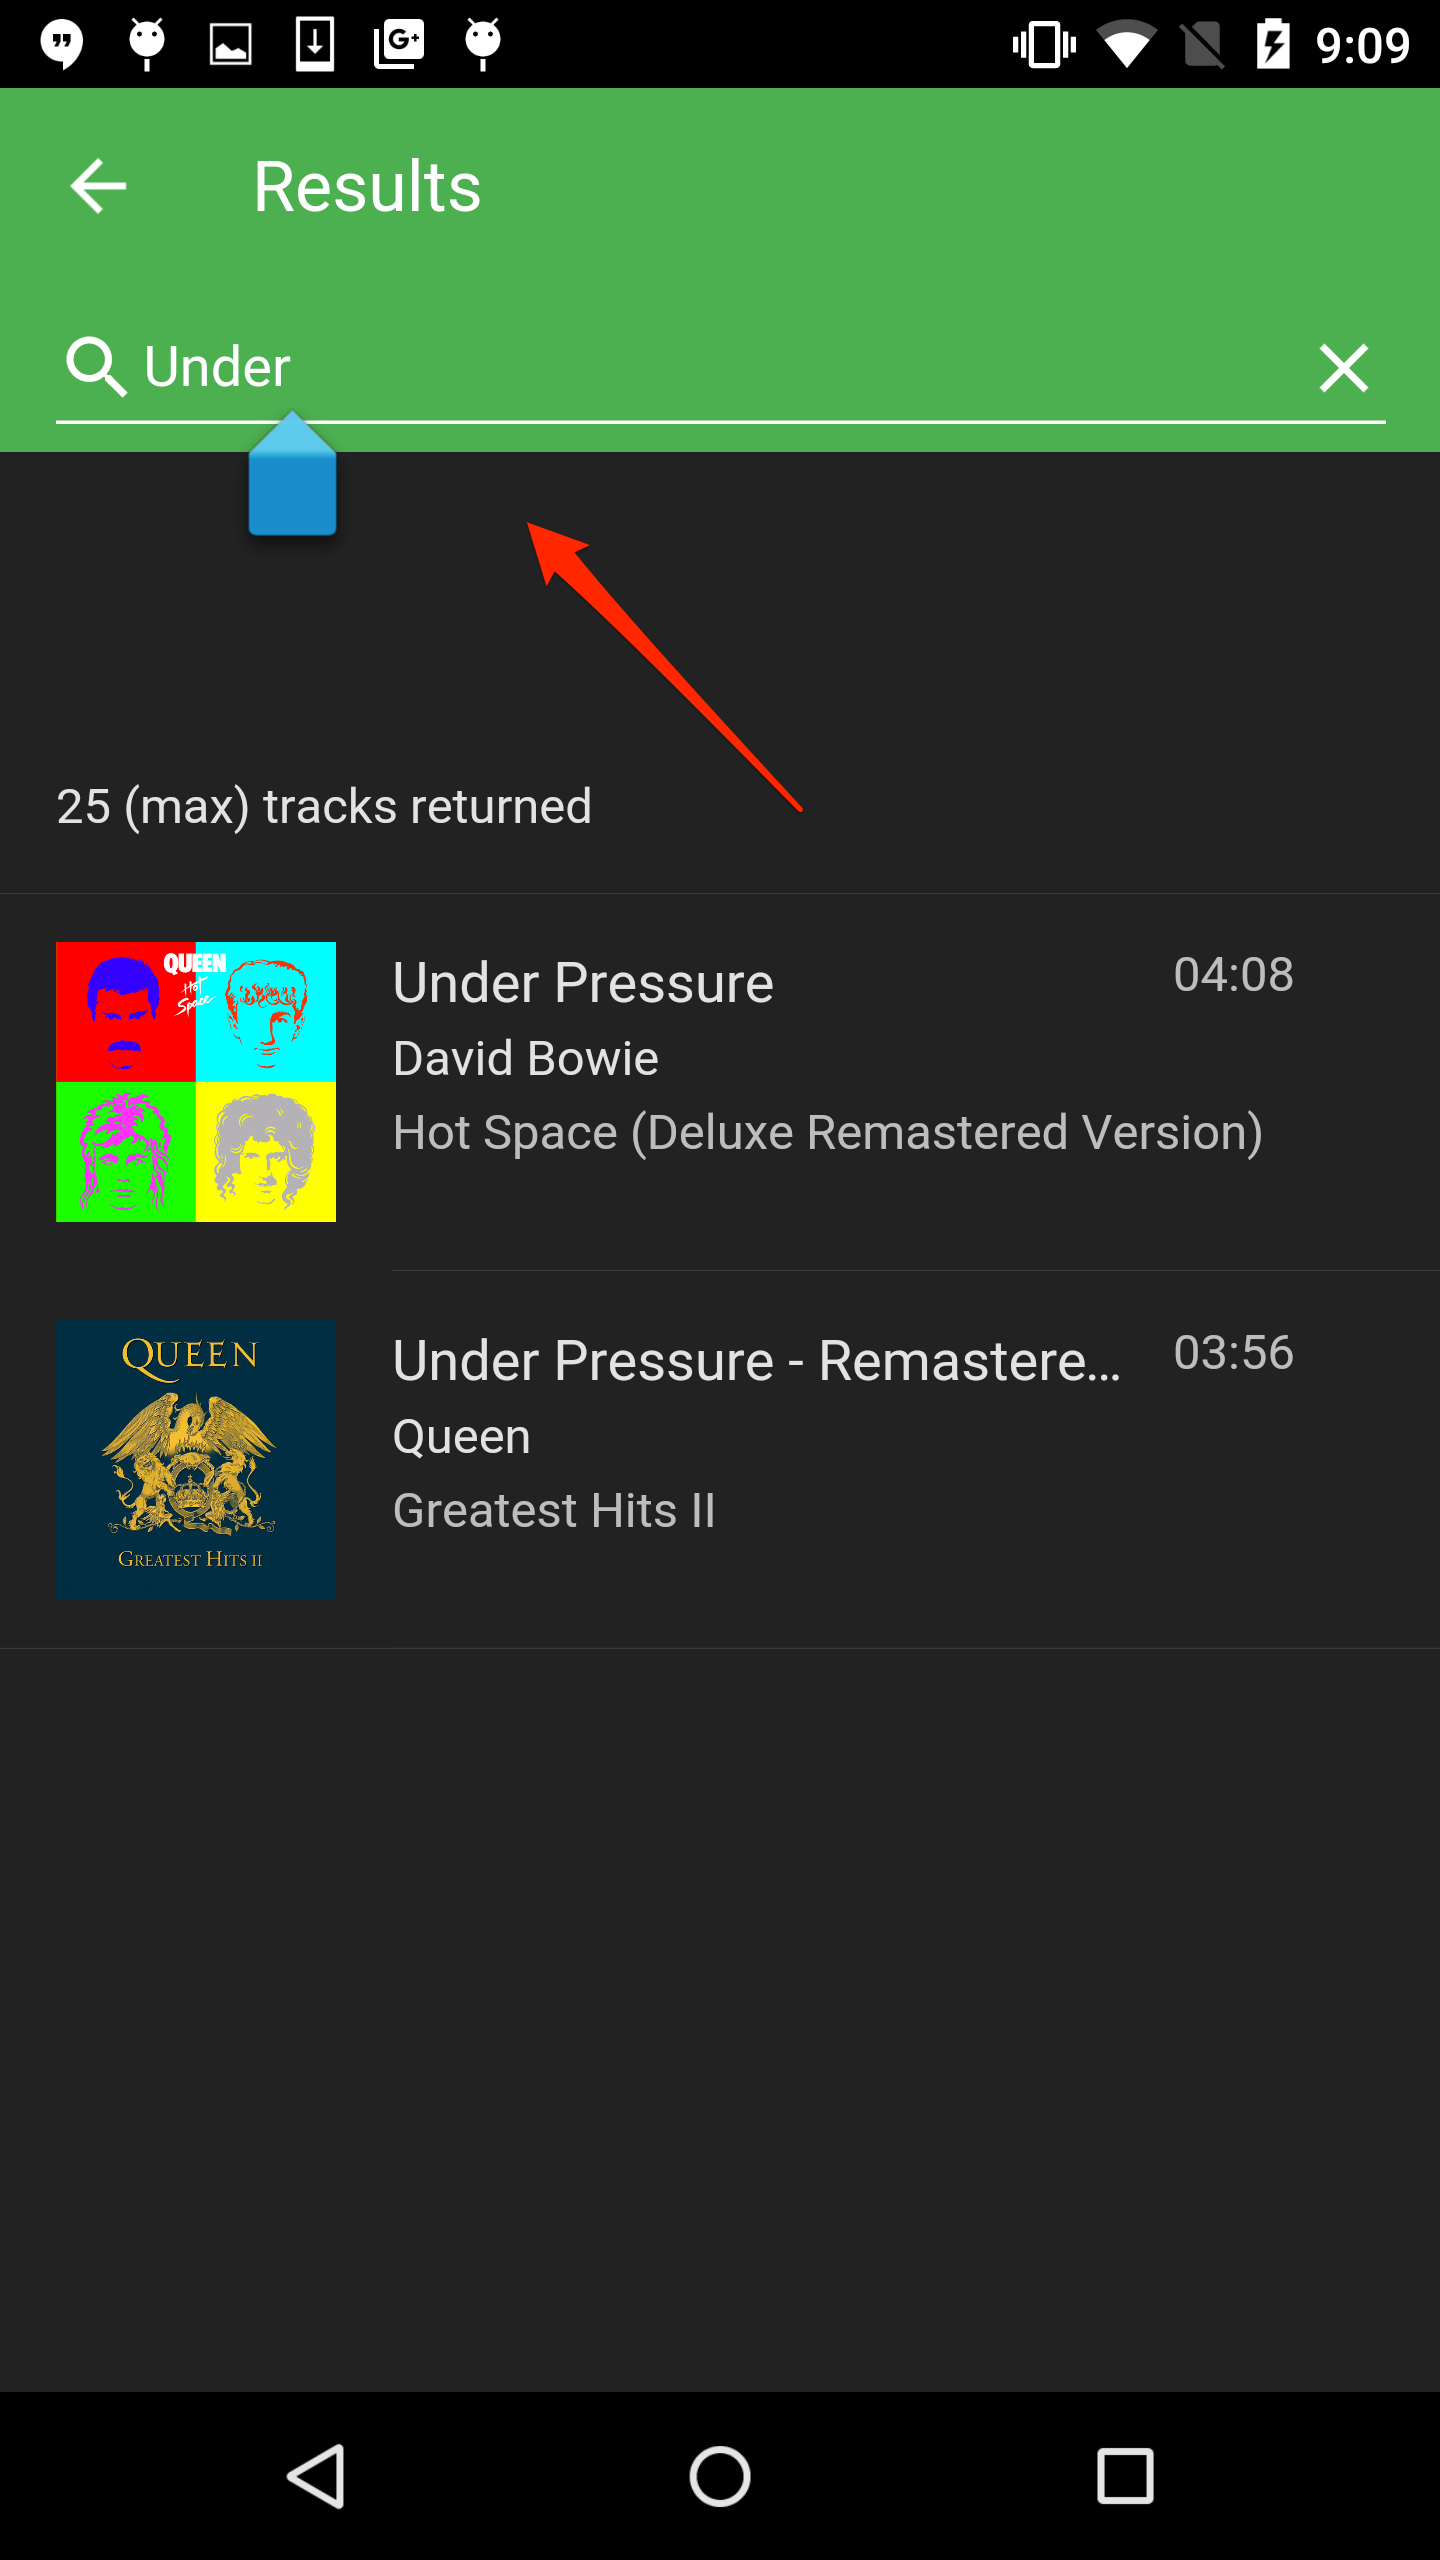 9:09
Results
Under
25 (max) tracks returned
QUEEN
Hot
Space
Under Pressure
04:08
David Bowie
Hot Space (Deluxe Remastered Version)
QUEEN
GREATEST HITS II
Under Pressure - Remastere...
03:56
Queen
Greatest Hits II